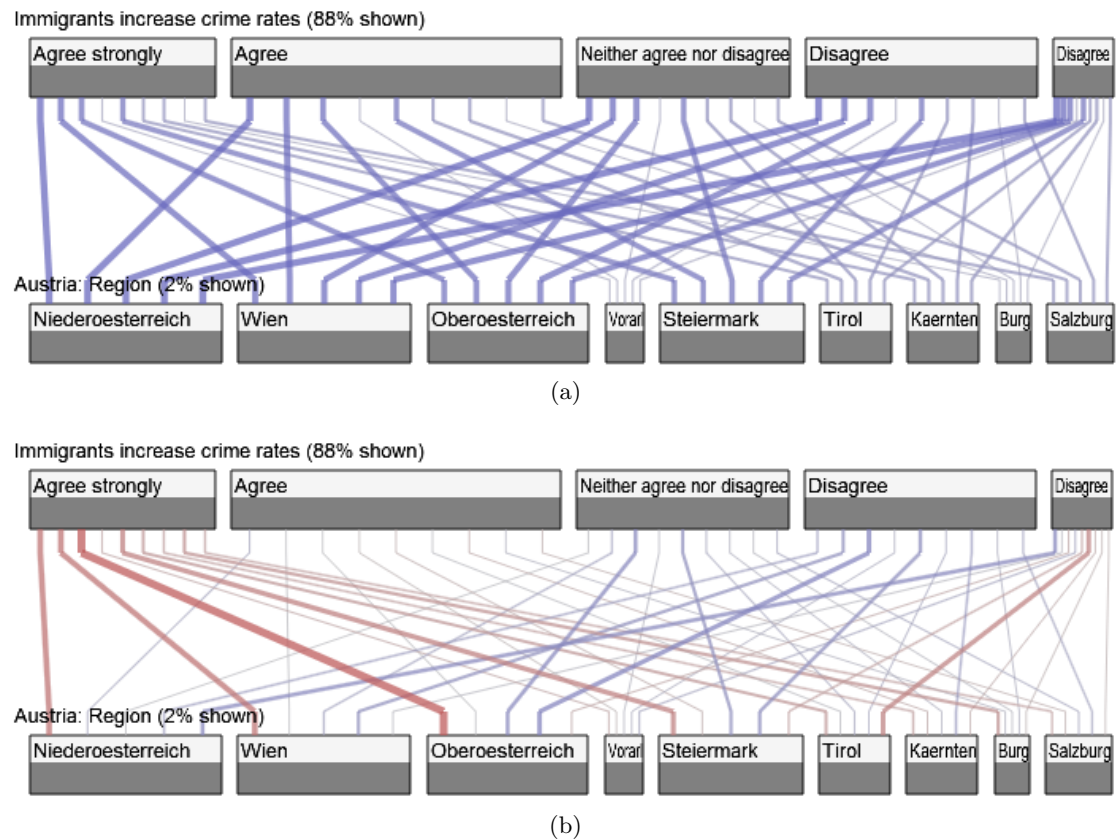 Immigrants increase crime rates (88% shown)
Agree strongly Agree Neither agree nor disagree Disagree Disagree
Austria: Region (2% shown)
Niederoesterreich Wien Oberoesterreich Vorarl Steiermark Tirol Kaernten Burg Salzburg
(a)
Immigrants increase crime rates (88% shown)
Agree strongly Agree Neither agree nor disagree Disagree Disagree
Austria: Region (2% shown)
Niederoesterreich Wien Oberoesterreich Vorarl Steiermark Tirol Kaernten Burg Salzburg
(b)